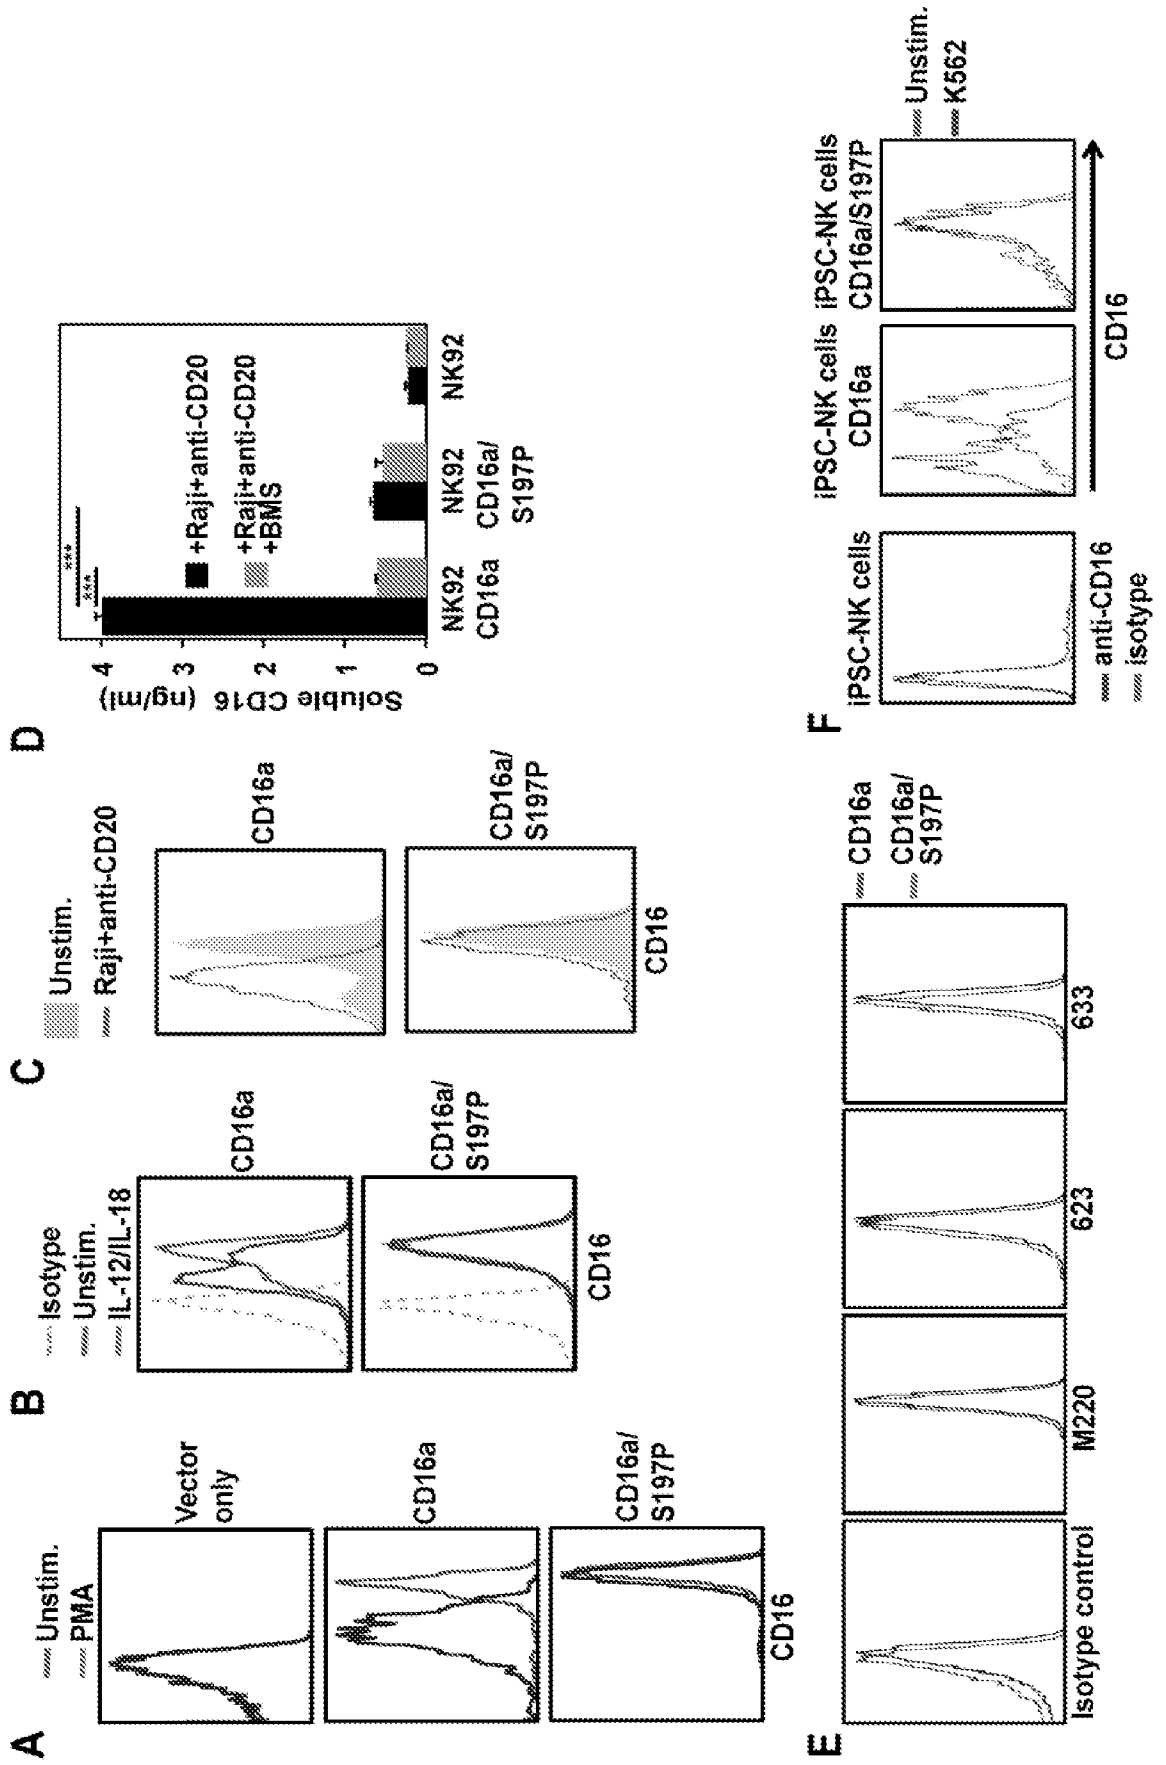 A
Unstim.
PMA
Vector
only
CD16a
CD16a/
S197P
CD16
B
Isotype
Unstim.
IL-12/IL-18
CD16a
CD16a/
S197P
CD16
C
Unstim.
Raji+anti-CD20
CD16a
CD16a/
S197P
CD16
D
Soluble CD16 (ng/ml)
4
3
2
1
0
***
***
+Raji+anti-CD20
+Raji+anti-CD20
+BMS
NK92
CD16a
NK92
CD16a/
S197P
NK92
E
CD16a
CD16a/
S197P
Isotype control
M220
623
633
F
iPSC-NK cells
anti-CD16
isotype
iPSC-NK cells
CD16a
iPSC-NK cells
CD16a/S197P
Unstim.
K562
CD16